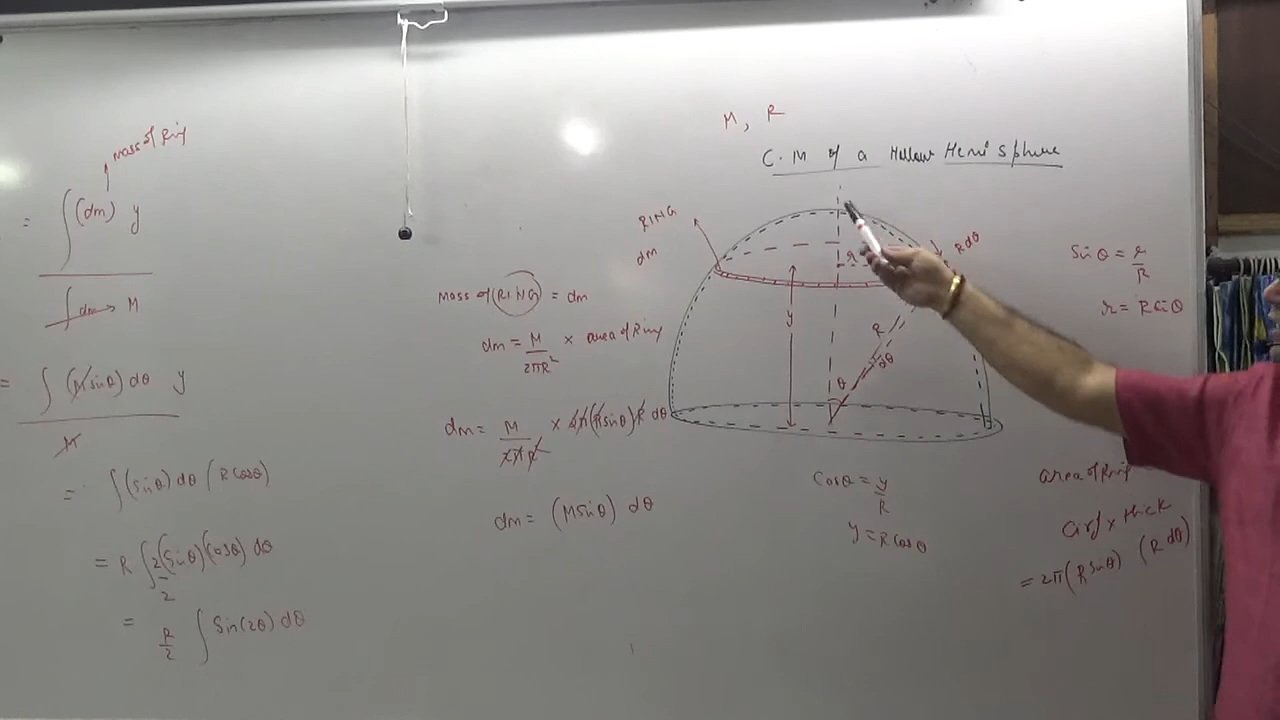 mass of Ring
= ∫(dm) y
∫dm → M
= ∫(M sinθ) dθ y
M
= ∫(sinθ) dθ (R cosθ)
= R ∫ 2(sinθ)(cosθ) dθ
2
= R/2 ∫ Sin(2θ) dθ
M, R
C.M of a Hollow Hemisphere
RING
dm
Mass of (RING) = dm
dm = M/2πR² × area of Ring
dm = M/2πR² × 2π(R sinθ) R dθ
dm = (M sinθ) dθ
r
R dθ
y
R
θ
dθ
Cosθ = y/R
y = R cosθ
Sinθ = r/R
r = R sinθ
area of Ring
Cirf × thick
= 2π(R sinθ) (R dθ)